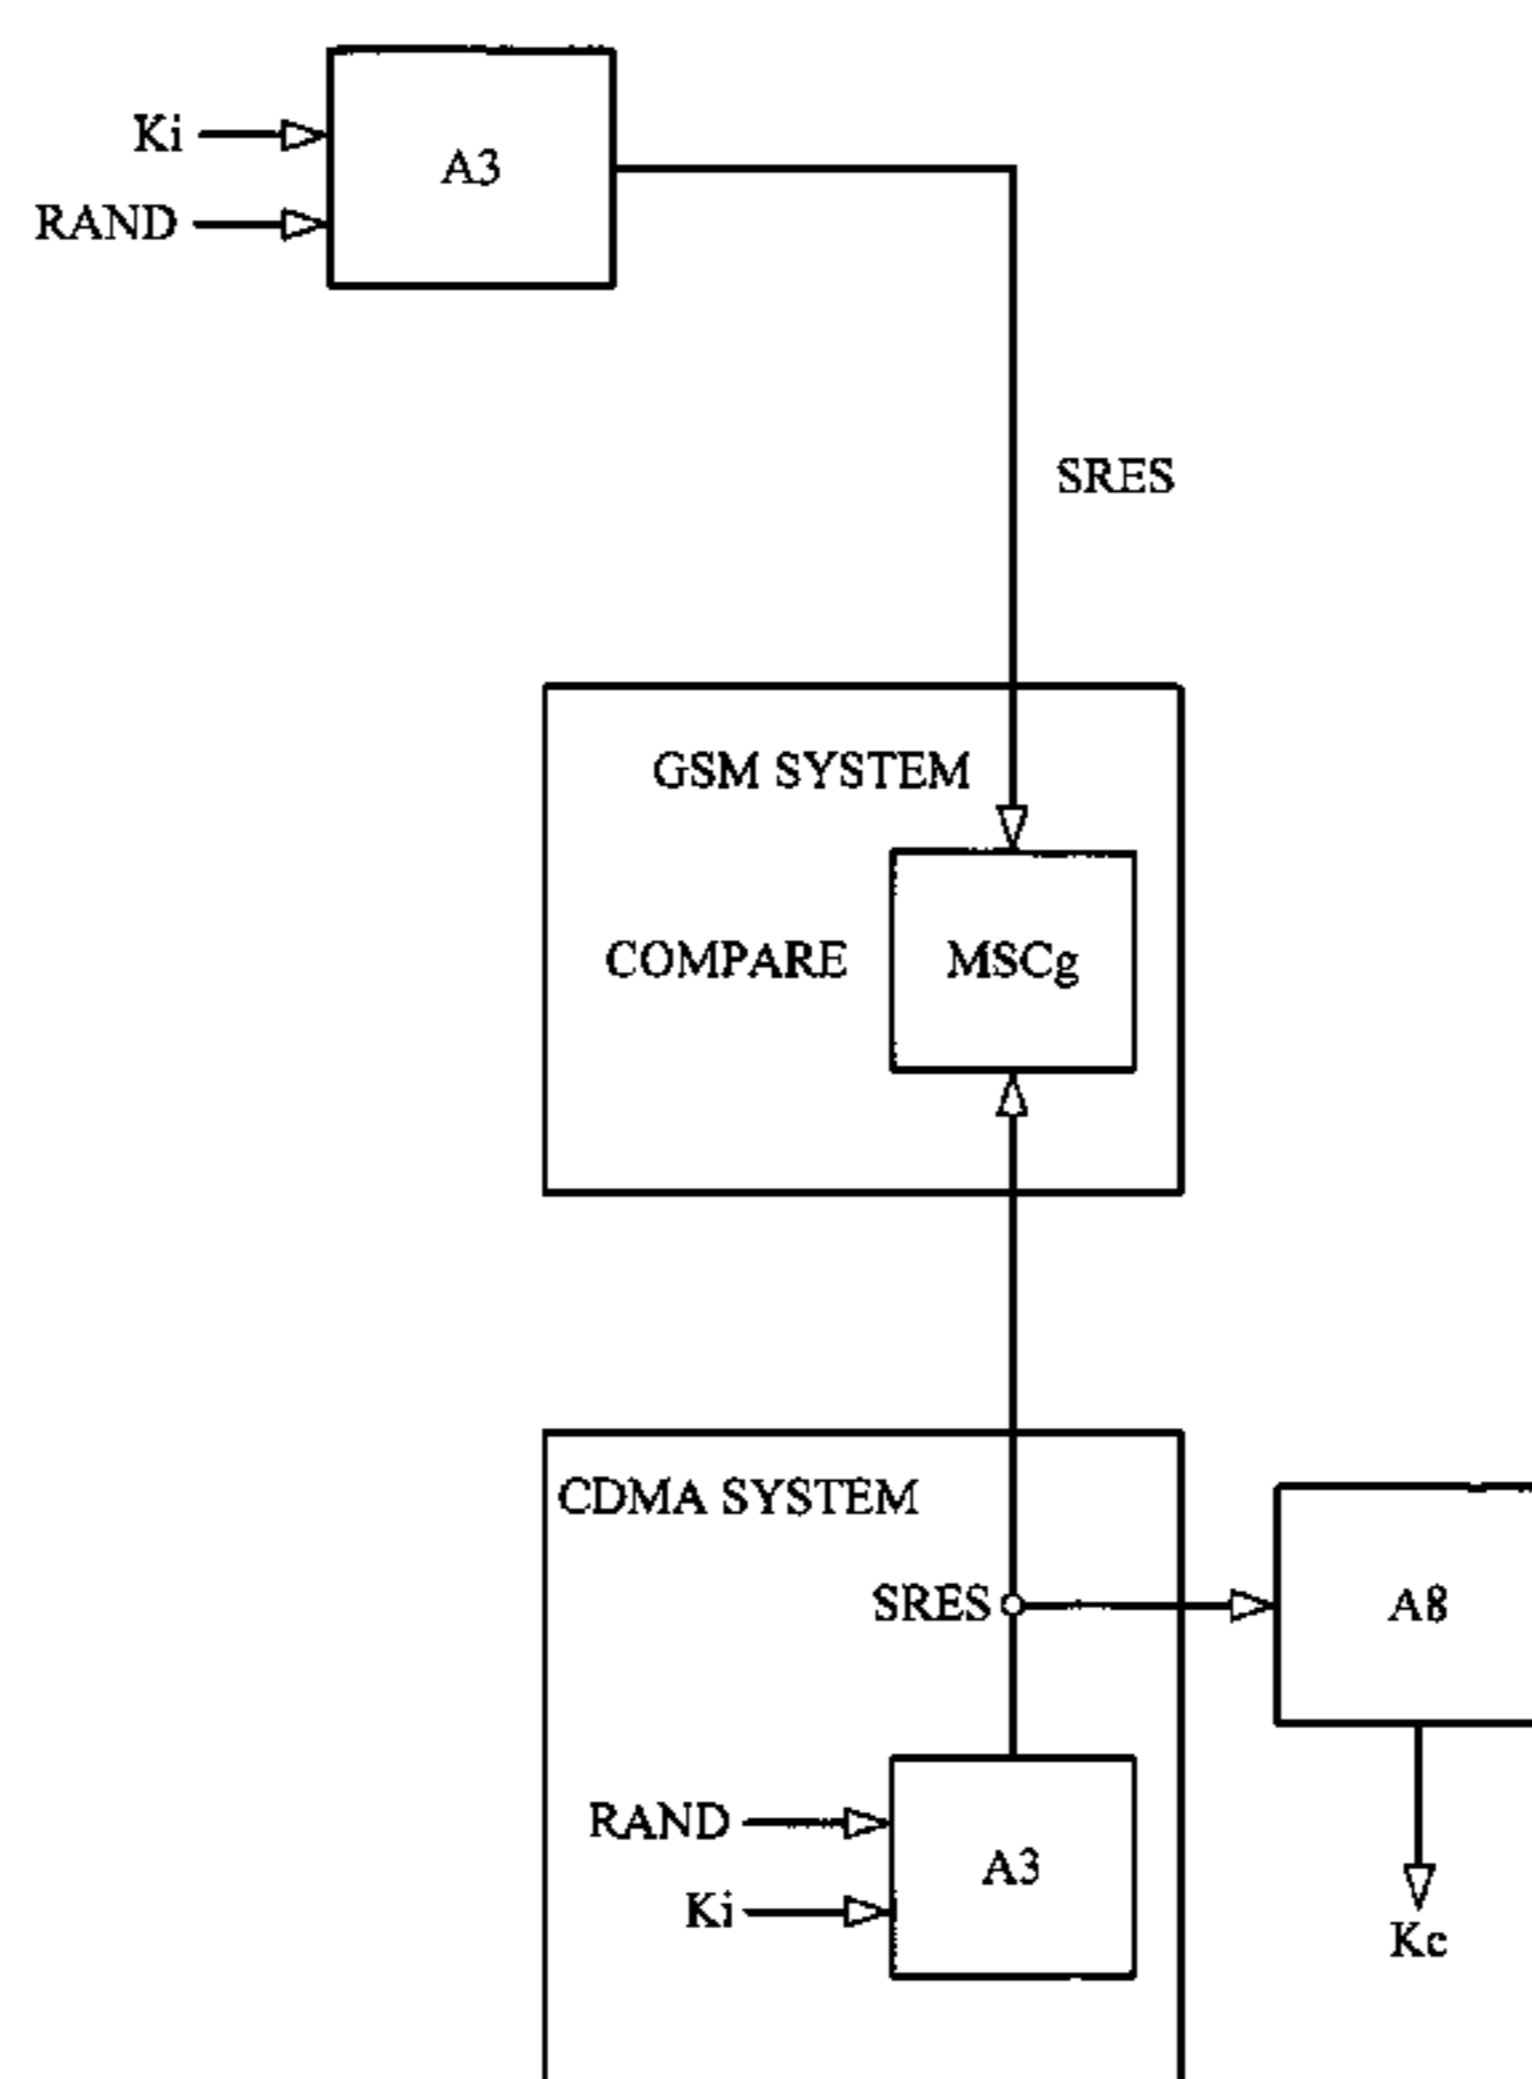 Ki
A3
RAND
SRES
GSM SYSTEM
COMPARE
MSCg
CDMA SYSTEM
SRES
A8
RAND
A3
Ki
Kc